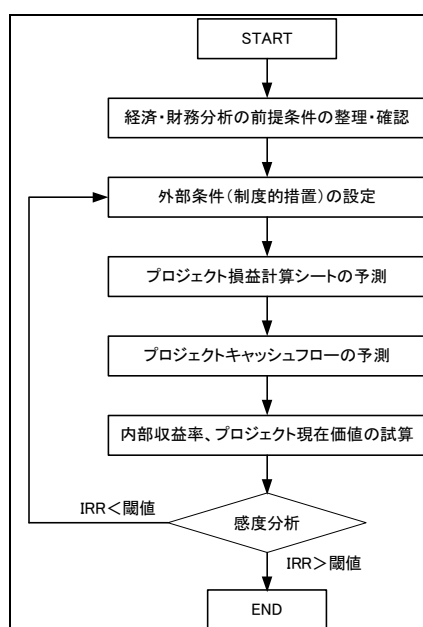 START
経済・財務分析の前提条件の整理・確認
外部条件(制度的措置)の設定
プロジェクト損益計算シートの予測
プロジェクトキャッシュフローの予測
内部収益率、プロジェクト現在価値の試算
IRR<閾値
感度分析
IRR>閾値
END